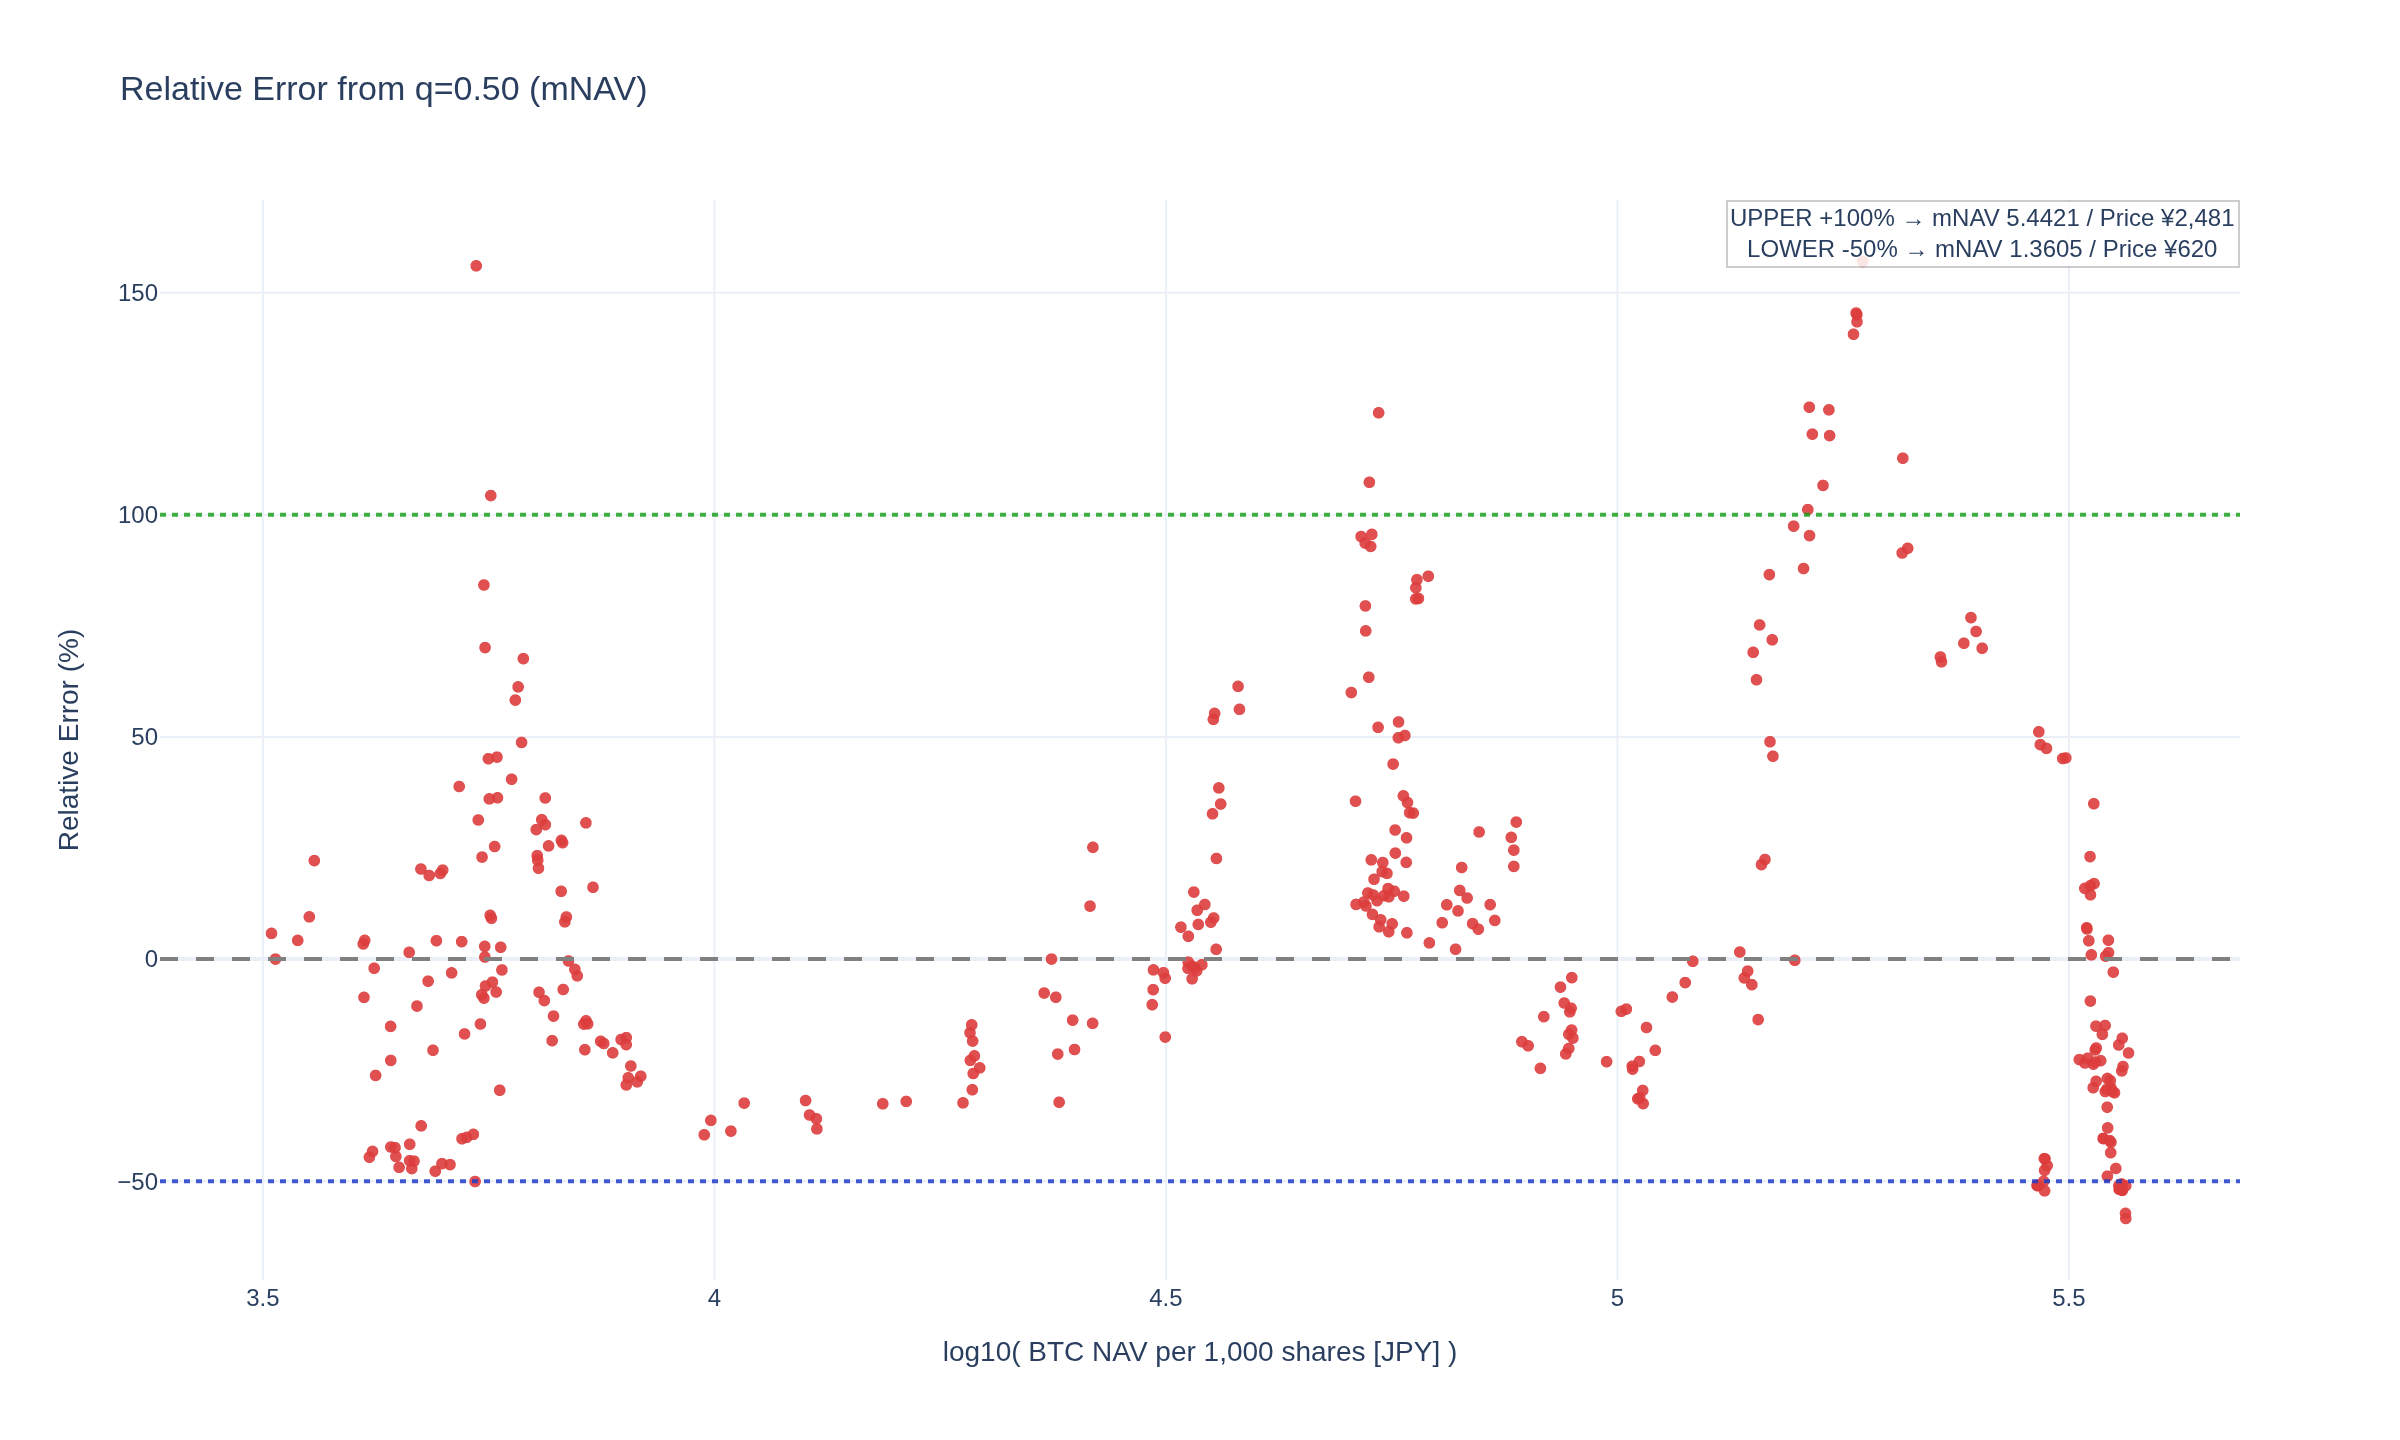 Relative Error from q=0.50 (mNAV)
UPPER +100% → mNAV 5.4421 / Price ¥2,481
LOWER -50% → mNAV 1.3605 / Price ¥620
150
100
50
0
−50
Relative Error (%)
3.5
4
4.5
5
5.5
log10( BTC NAV per 1,000 shares [JPY] )